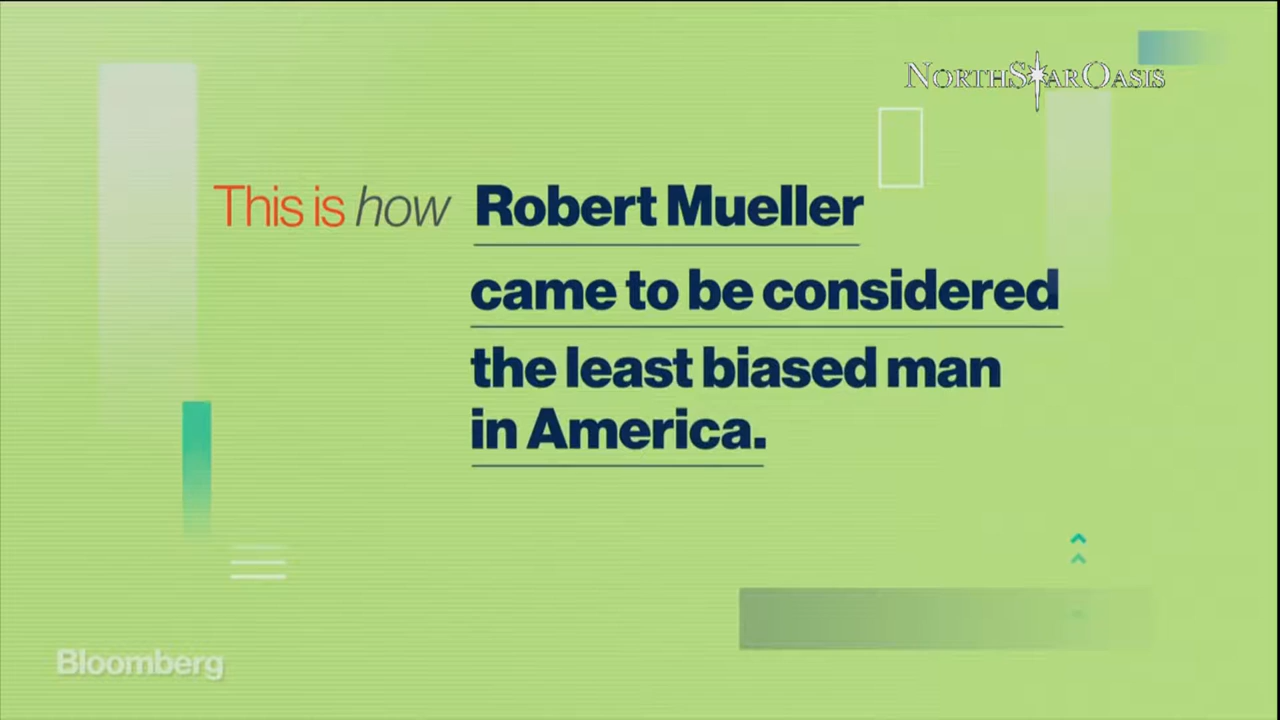 NorthStarOasis
This is how Robert Mueller
came to be considered
the least biased man
in America.
Bloomberg